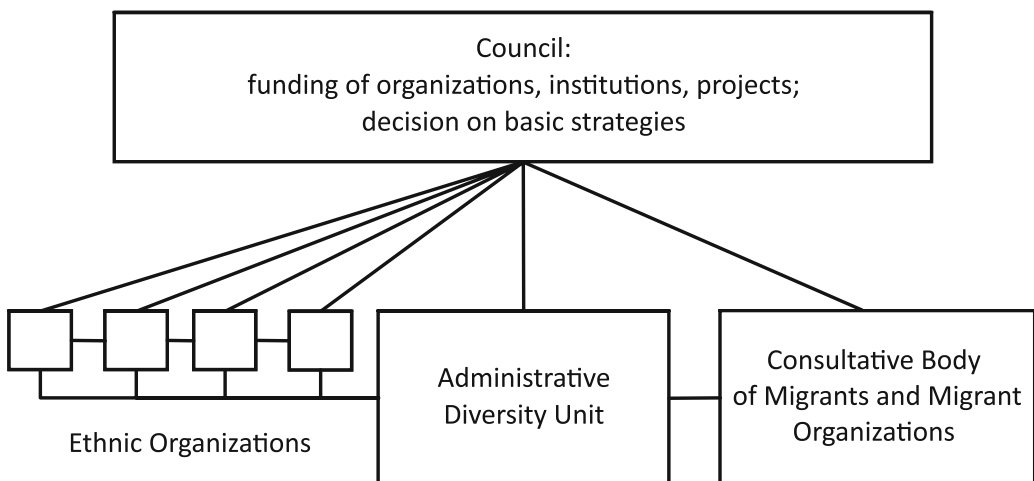 Council:
funding of organizations, institutions, projects;
decision on basic strategies
Ethnic Organizations
Administrative
Diversity Unit
Consultative Body
of Migrants and Migrant
Organizations